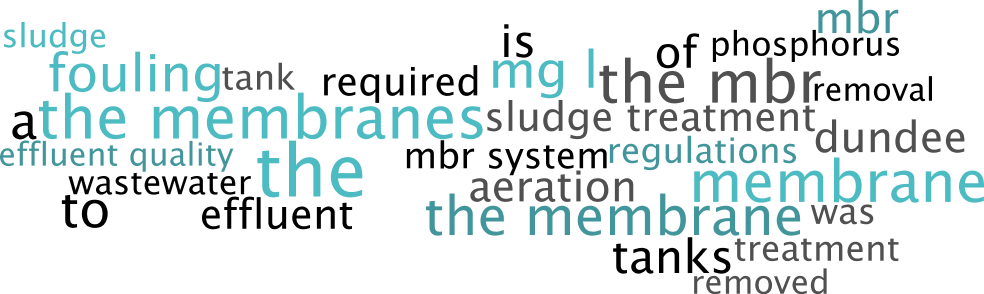 mbr
sludge
is
of phosphorus
fouling
tank
required
mg l
the mbr
removal
a
the membranes
sludge treatment
dundee
effluent quality
the
mbr system
regulations
wastewater
aeration
membrane
to
effluent
the membrane
was
tanks
treatment
removed